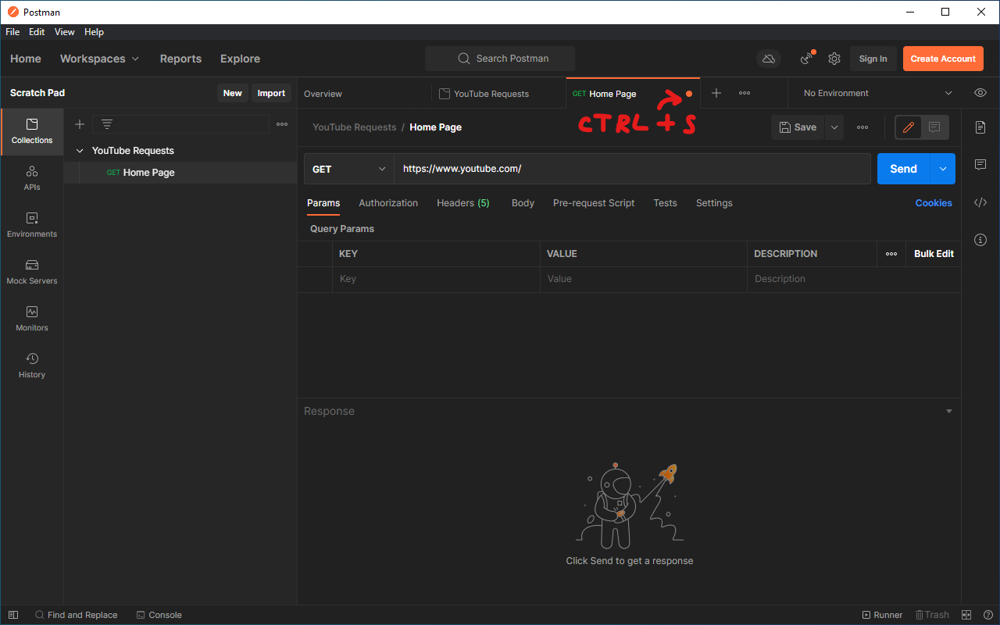 Postman
File Edit View Help
Home Workspaces Reports Explore Search Postman Sign In Create Account
Scratch Pad New Import Overview YouTube Requests GET Home Page No Environment
CTRL + S
YouTube Requests / Home Page Save
Collections
YouTube Requests
GET Home Page
GET https://www.youtube.com/ Send
APIs
Params Authorization Headers (5) Body Pre-request Script Tests Settings Cookies
Environments
Query Params
KEY VALUE DESCRIPTION Bulk Edit
Key Value Description
Mock Servers
Monitors
History
Response
Click Send to get a response
Find and Replace Console Runner Trash